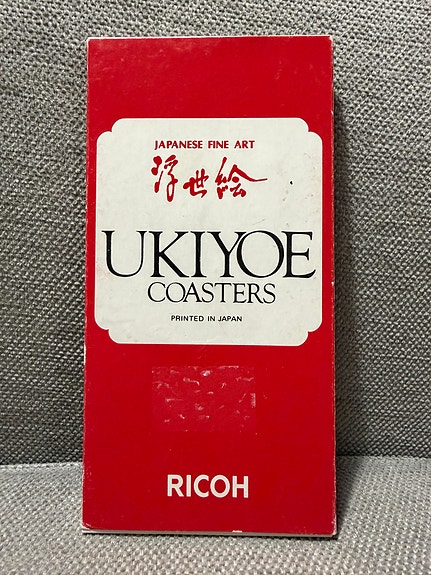 JAPANESE FINE ART
浮世絵
UKIYOE
COASTERS
PRINTED IN JAPAN
RICOH